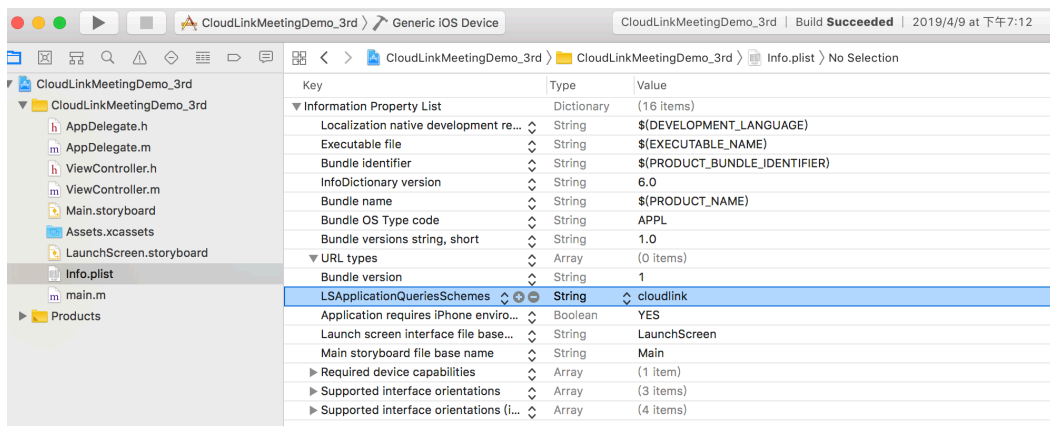 CloudLinkMeetingDemo_3rd 〉 Generic iOS Device
CloudLinkMeetingDemo_3rd | Build Succeeded | 2019/4/9 at 下午7:12
CloudLinkMeetingDemo_3rd 〉 CloudLinkMeetingDemo_3rd 〉 Info.plist 〉 No Selection
CloudLinkMeetingDemo_3rd
CloudLinkMeetingDemo_3rd
h AppDelegate.h
m AppDelegate.m
h ViewController.h
m ViewController.m
Main.storyboard
Assets.xcassets
LaunchScreen.storyboard
Info.plist
m main.m
Products
Key Type Value
Information Property List Dictionary (16 items)
Localization native development re... String $(DEVELOPMENT_LANGUAGE)
Executable file String $(EXECUTABLE_NAME)
Bundle identifier String $(PRODUCT_BUNDLE_IDENTIFIER)
InfoDictionary version String 6.0
Bundle name String $(PRODUCT_NAME)
Bundle OS Type code String APPL
Bundle versions string, short String 1.0
URL types Array (0 items)
Bundle version String 1
LSApplicationQueriesSchemes String cloudlink
Application requires iPhone enviro... Boolean YES
Launch screen interface file base... String LaunchScreen
Main storyboard file base name String Main
Required device capabilities Array (1 item)
Supported interface orientations Array (3 items)
Supported interface orientations (i... Array (4 items)